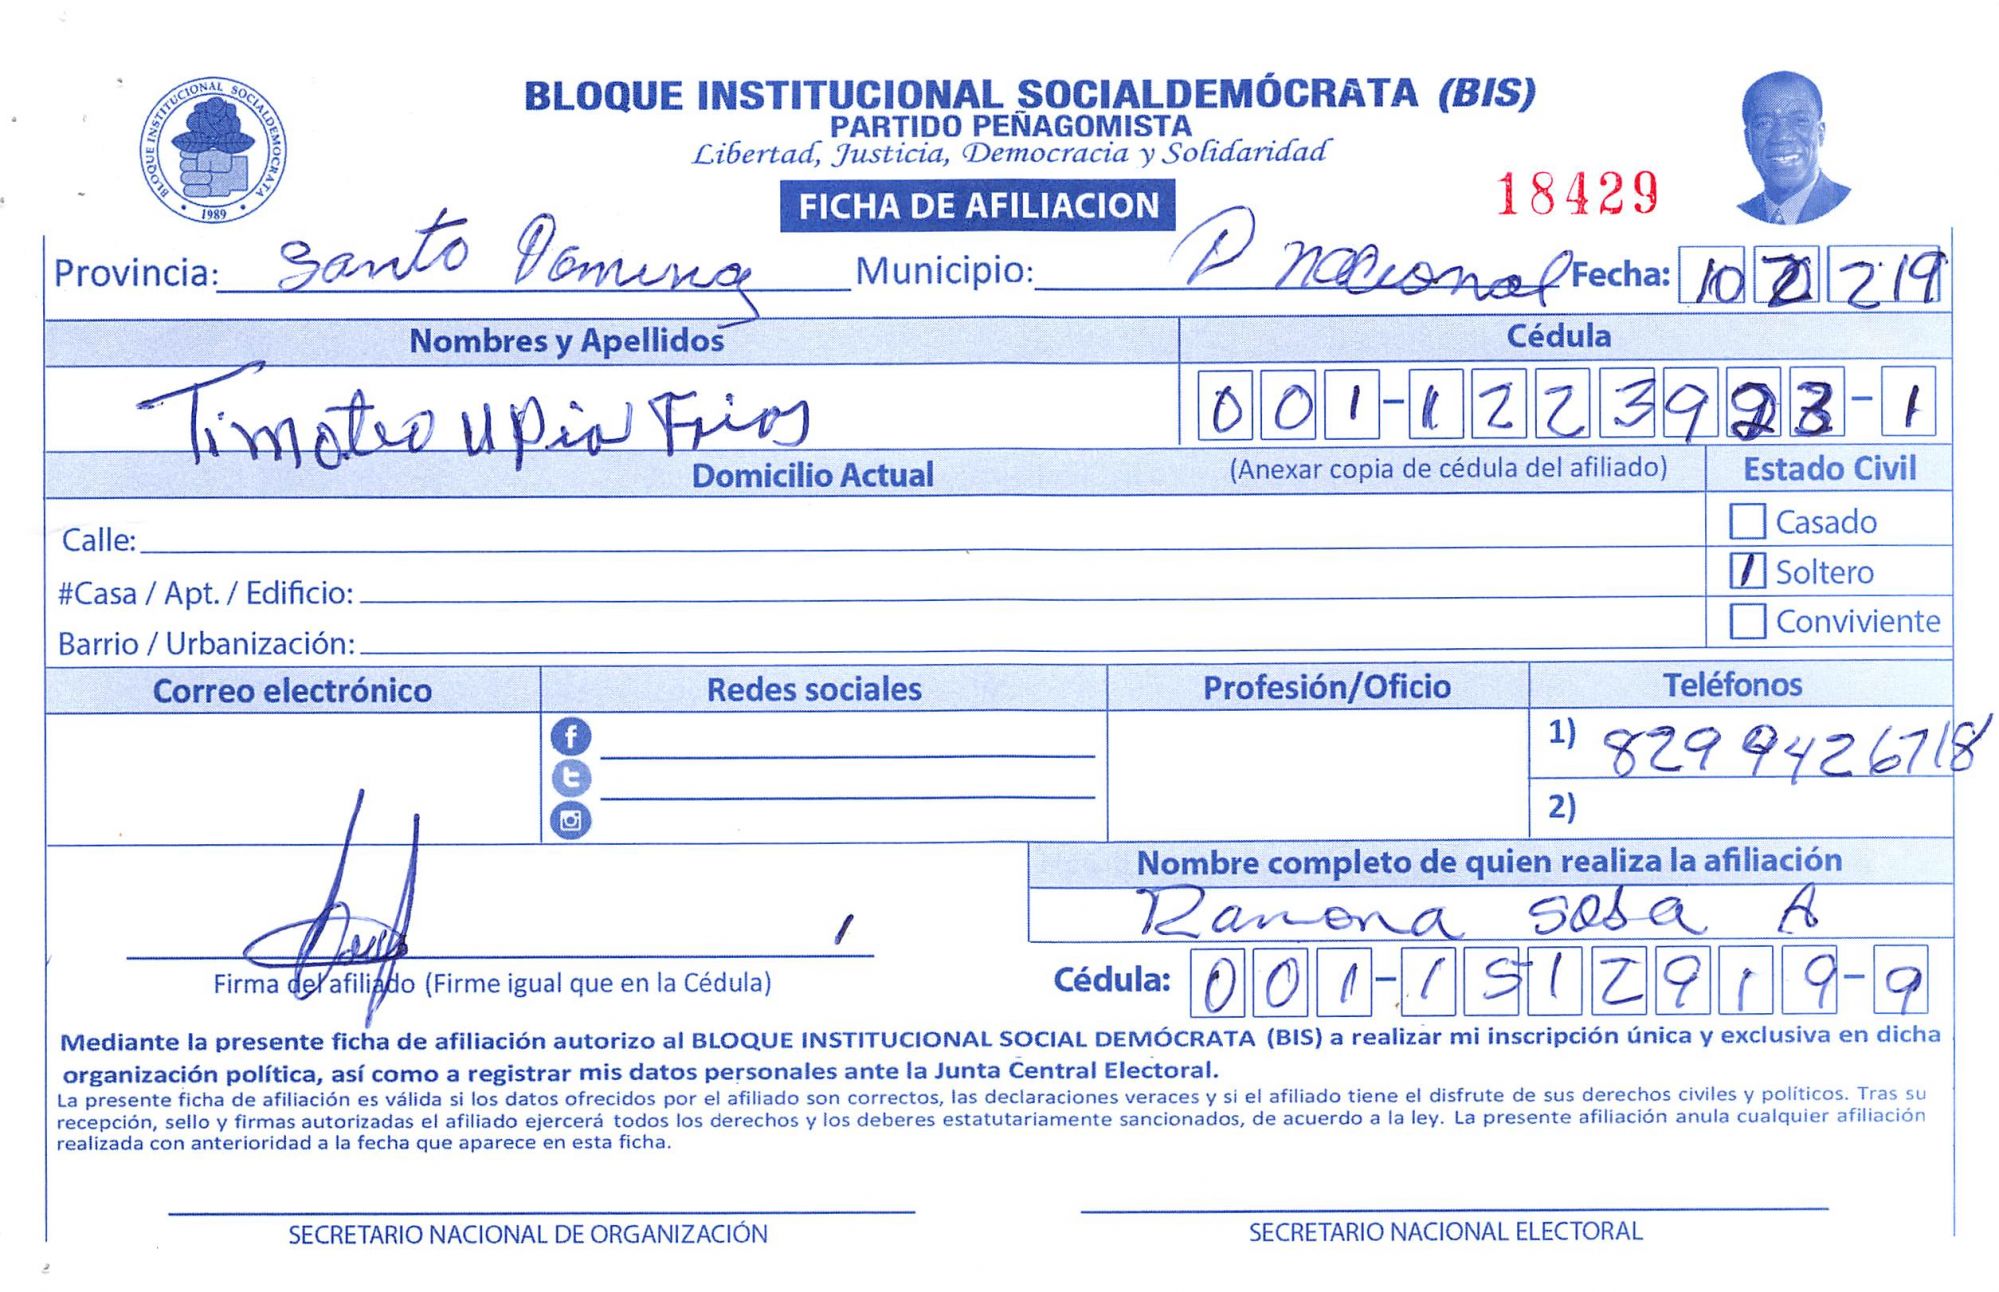 BLOQUE INSTITUCIONAL SOCIALDEMÓCRATA (BIS)
PARTIDO PEÑAGOMISTA
Libertad, Justicia, Democracia y Solidaridad
BLOQUE INSTITUCIONAL SOCIALDEMOCRATA
1989
18429
FICHA DE AFILIACION
Provincia: Santo Domingo Municipio: D nacional Fecha: 10 2 219
Nombres y Apellidos Cédula
Timoteo Upia Frias 001-1223923-1
Domicilio Actual (Anexar copia de cédula del afiliado) Estado Civil
Calle: Casado
#Casa / Apt. / Edificio: Soltero
Barrio / Urbanización: Conviviente
Correo electrónico Redes sociales Profesión/Oficio Teléfonos
1) 829 9426718
2)
Nombre completo de quien realiza la afiliación
Ramona Sosa A
Firma del afiliado (Firme igual que en la Cédula) Cédula: 001-1512919-9
Mediante la presente ficha de afiliación autorizo al BLOQUE INSTITUCIONAL SOCIAL DEMÓCRATA (BIS) a realizar mi inscripción única y exclusiva en dicha
organización política, así como a registrar mis datos personales ante la Junta Central Electoral.
La presente ficha de afiliación es válida si los datos ofrecidos por el afiliado son correctos, las declaraciones veraces y si el afiliado tiene el disfrute de sus derechos civiles y políticos. Tras su
recepción, sello y firmas autorizadas el afiliado ejercerá todos los derechos y los deberes estatutariamente sancionados, de acuerdo a la ley. La presente afiliación anula cualquier afiliación
realizada con anterioridad a la fecha que aparece en esta ficha.
SECRETARIO NACIONAL DE ORGANIZACIÓN SECRETARIO NACIONAL ELECTORAL